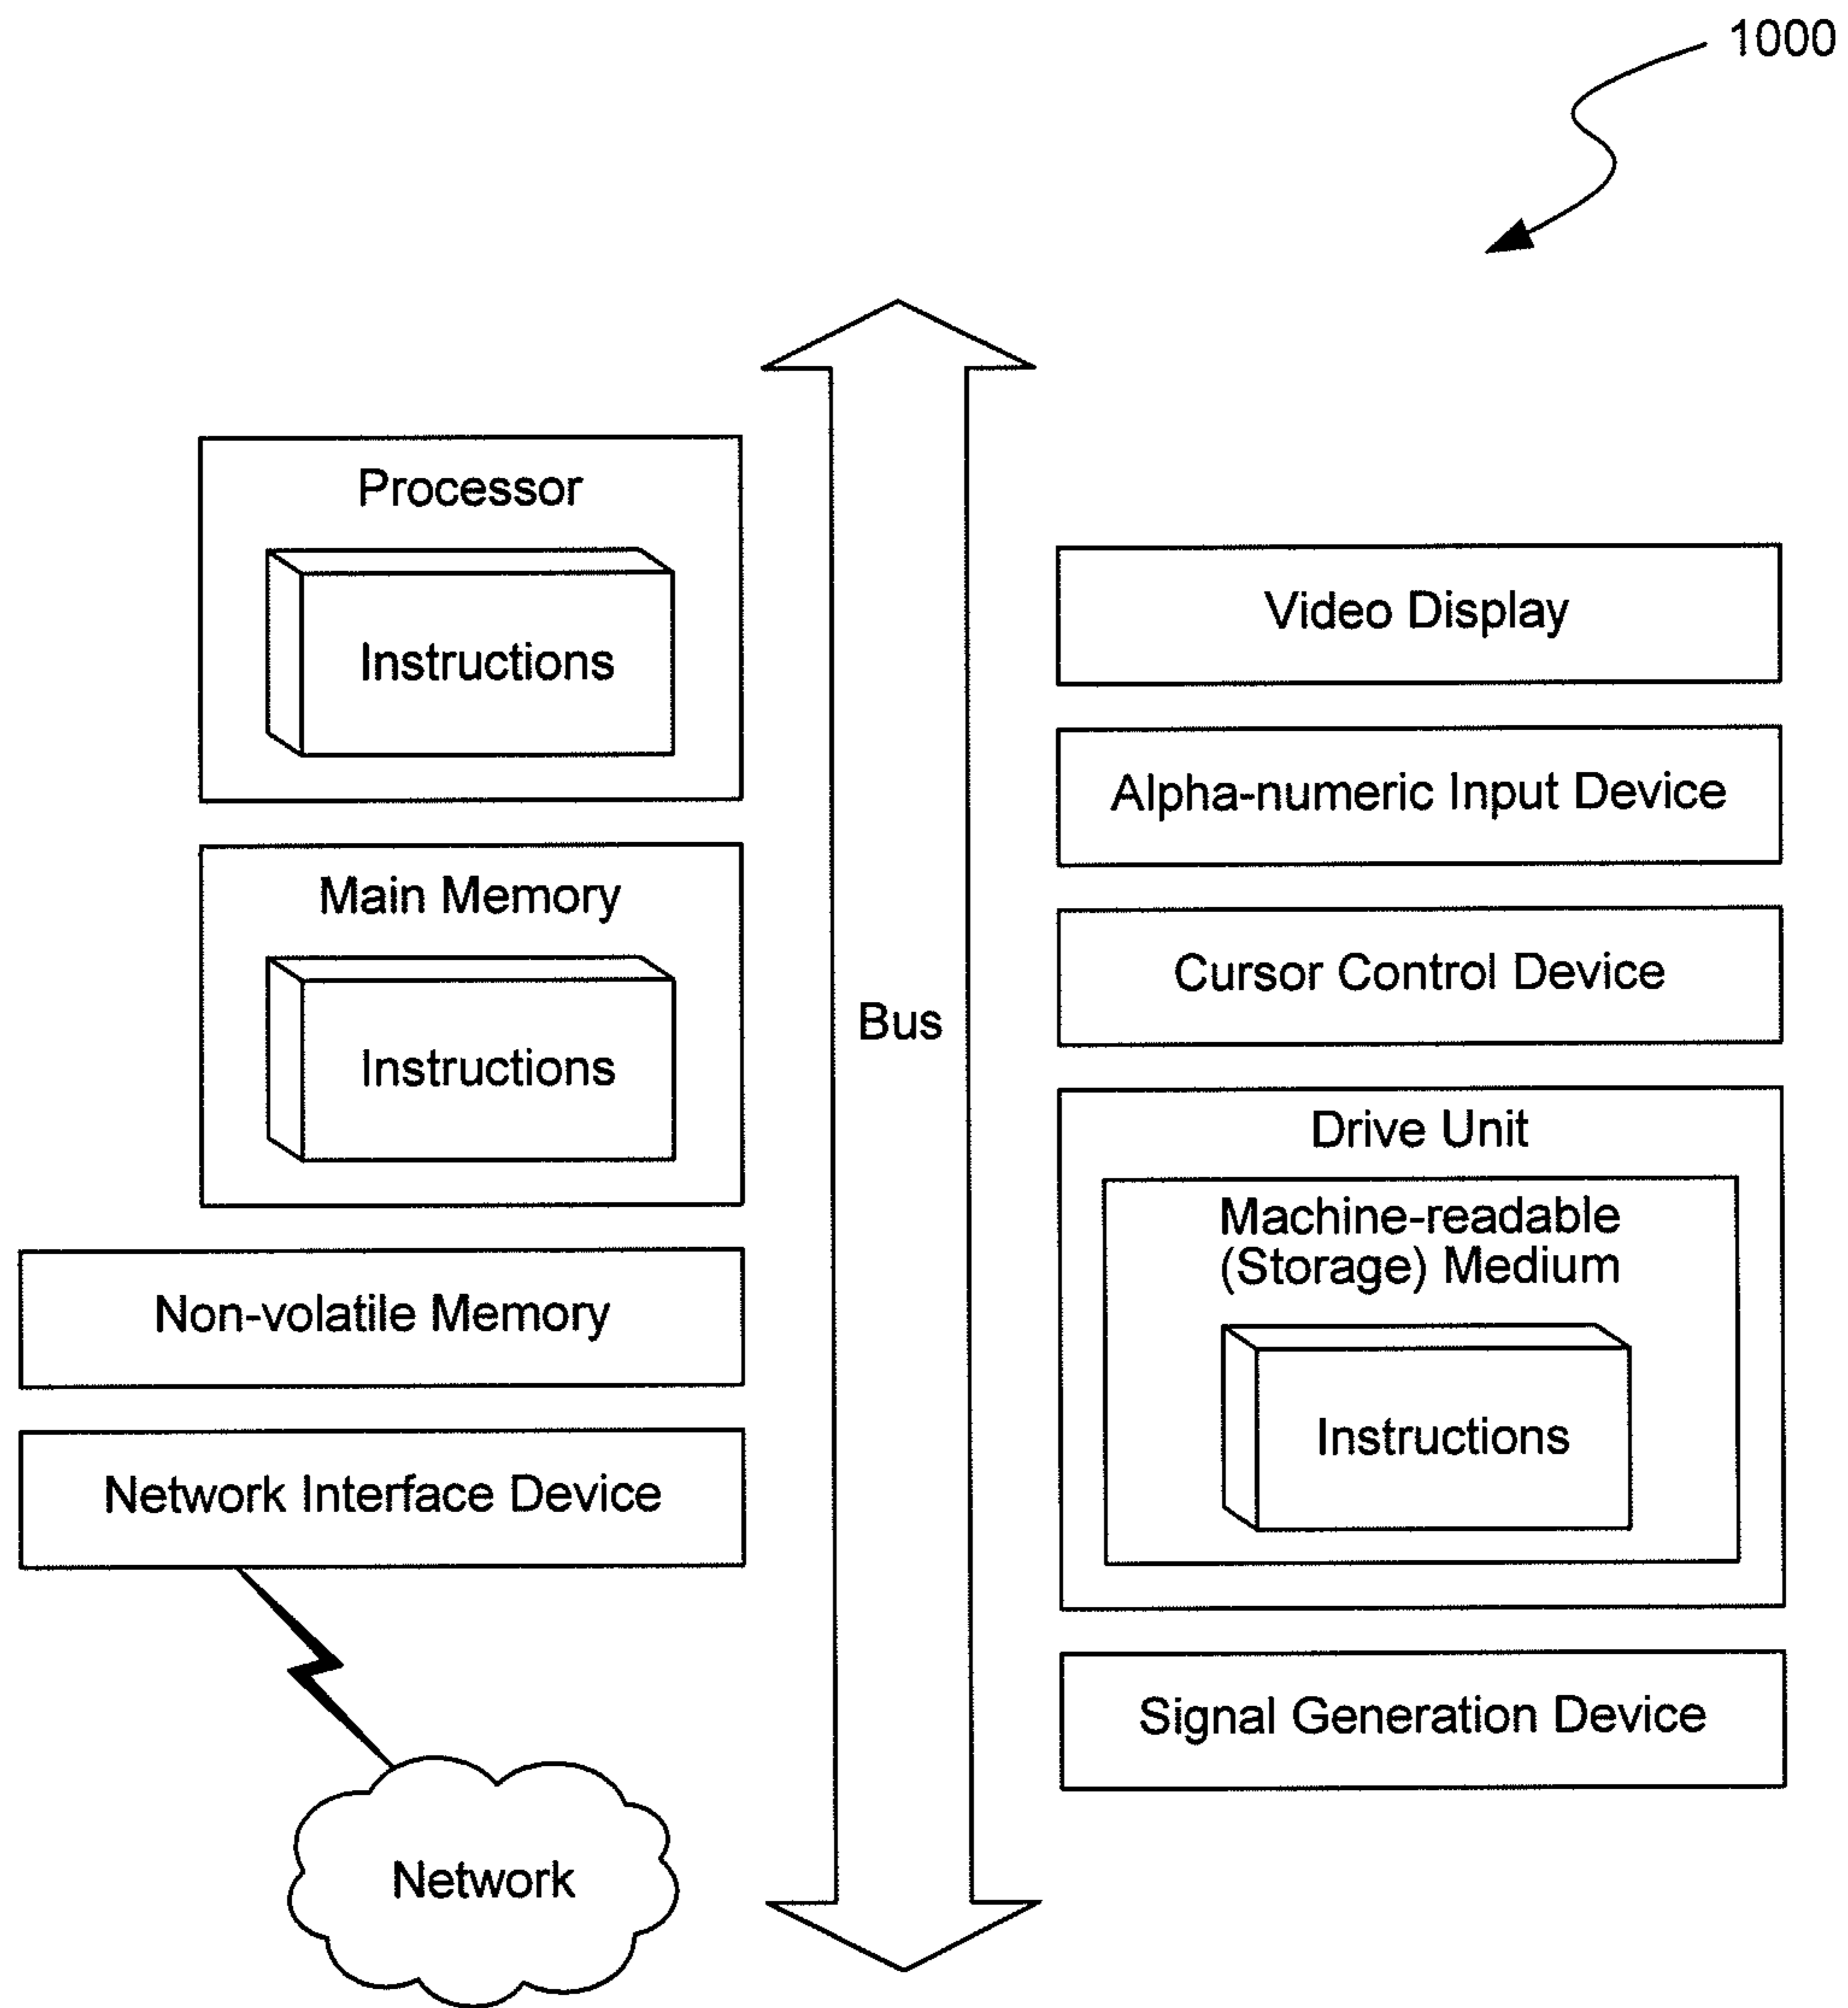 1000
Processor
Instructions
Main Memory
Instructions
Non-volatile Memory
Network Interface Device
Network
Bus
Video Display
Alpha-numeric Input Device
Cursor Control Device
Drive Unit
Machine-readable
(Storage) Medium
Instructions
Signal Generation Device